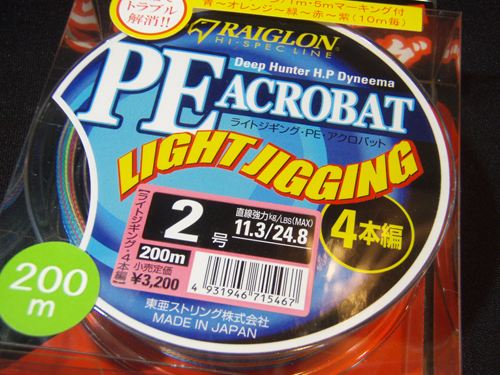 トラブル
解消!!
1m・5mマーキング付
青〜オレンジ〜緑〜赤〜紫(10m毎)
RAIGLON
HI-SPEC LINE
Deep Hunter H.P Dyneema
PE ACROBAT
ライトジギング・PE・アクロバット
LIGHT JIGGING
4本編
【ライトジギング4本編】
2号
200m
直線強力kg/LBS(MAX)
11.3/24.8
小売定価
¥3,200
4931946715467
東亜ストリング株式会社
MADE IN JAPAN
200
m